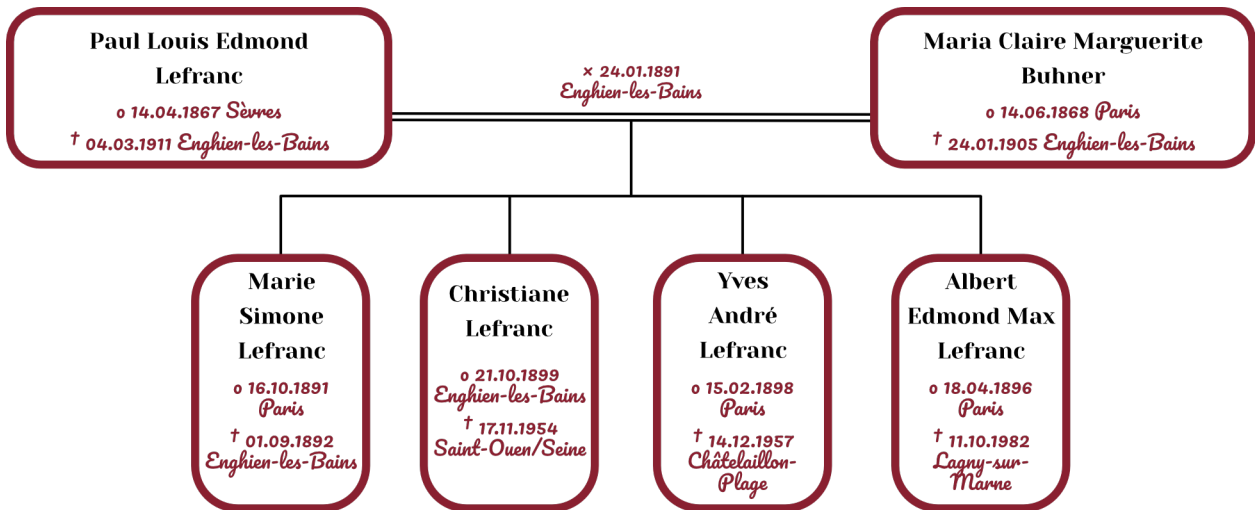 Paul Louis Edmond
Lefranc
o 14.04.1867 Sèvres
† 04.03.1911 Enghien-les-Bains
× 24.01.1891
Enghien-les-Bains
Maria Claire Marguerite
Buhner
o 14.06.1868 Paris
† 24.01.1905 Enghien-les-Bains
Marie
Simone
Lefranc
o 16.10.1891
Paris
† 01.09.1892
Enghien-les-Bains
Christiane
Lefranc
o 21.10.1899
Enghien-les-Bains
† 17.11.1954
Saint-Ouen/Seine
Yves
André
Lefranc
o 15.02.1898
Paris
† 14.12.1957
Châtelaillon-
Plage
Albert
Edmond Max
Lefranc
o 18.04.1896
Paris
† 11.10.1982
Lagny-sur-
Marne